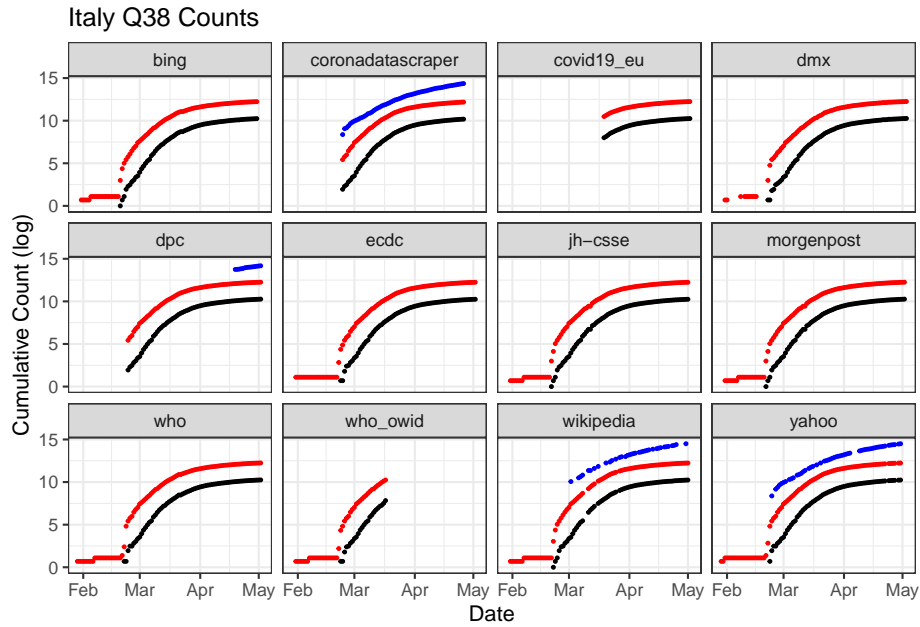 Italy Q38 Counts
bing coronadatascraper covid19_eu dmx
15
10
5
0
dpc ecdc jh−csse morgenpost
15
10
5
0
who who_owid wikipedia yahoo
15
10
5
0
Cumulative Count (log)
Feb Mar Apr May Feb Mar Apr May Feb Mar Apr May Feb Mar Apr May
Date